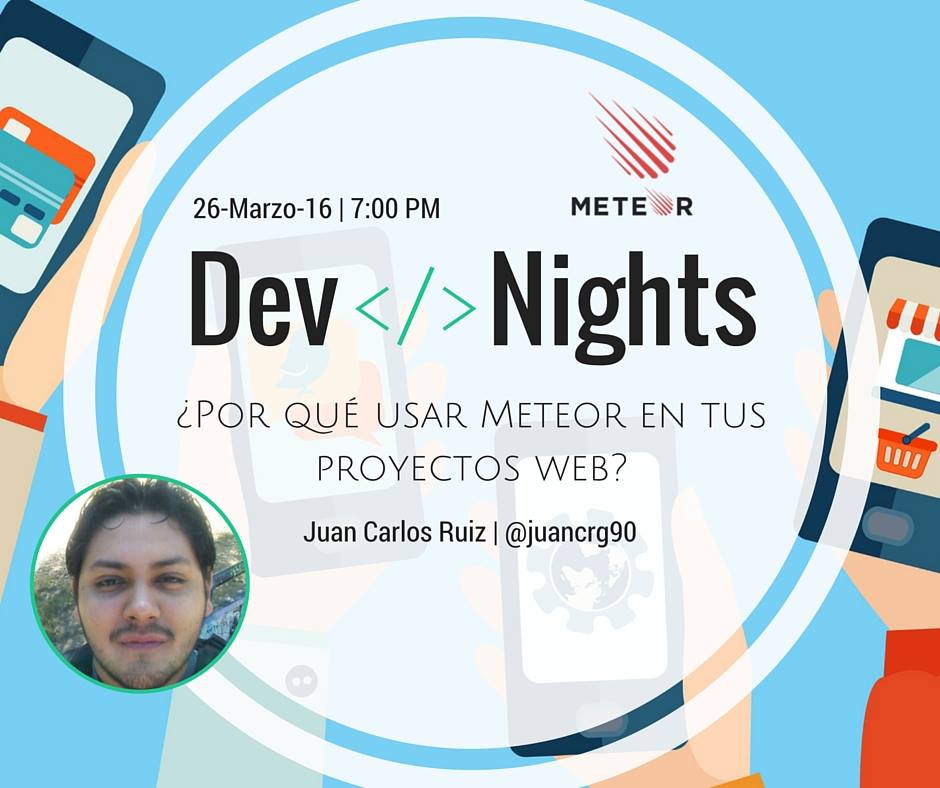 26-Marzo-16 | 7:00 PM
METEOR
Dev </> Nights
¿Por qué usar Meteor en tus
proyectos web?
Juan Carlos Ruiz | @juancrg90